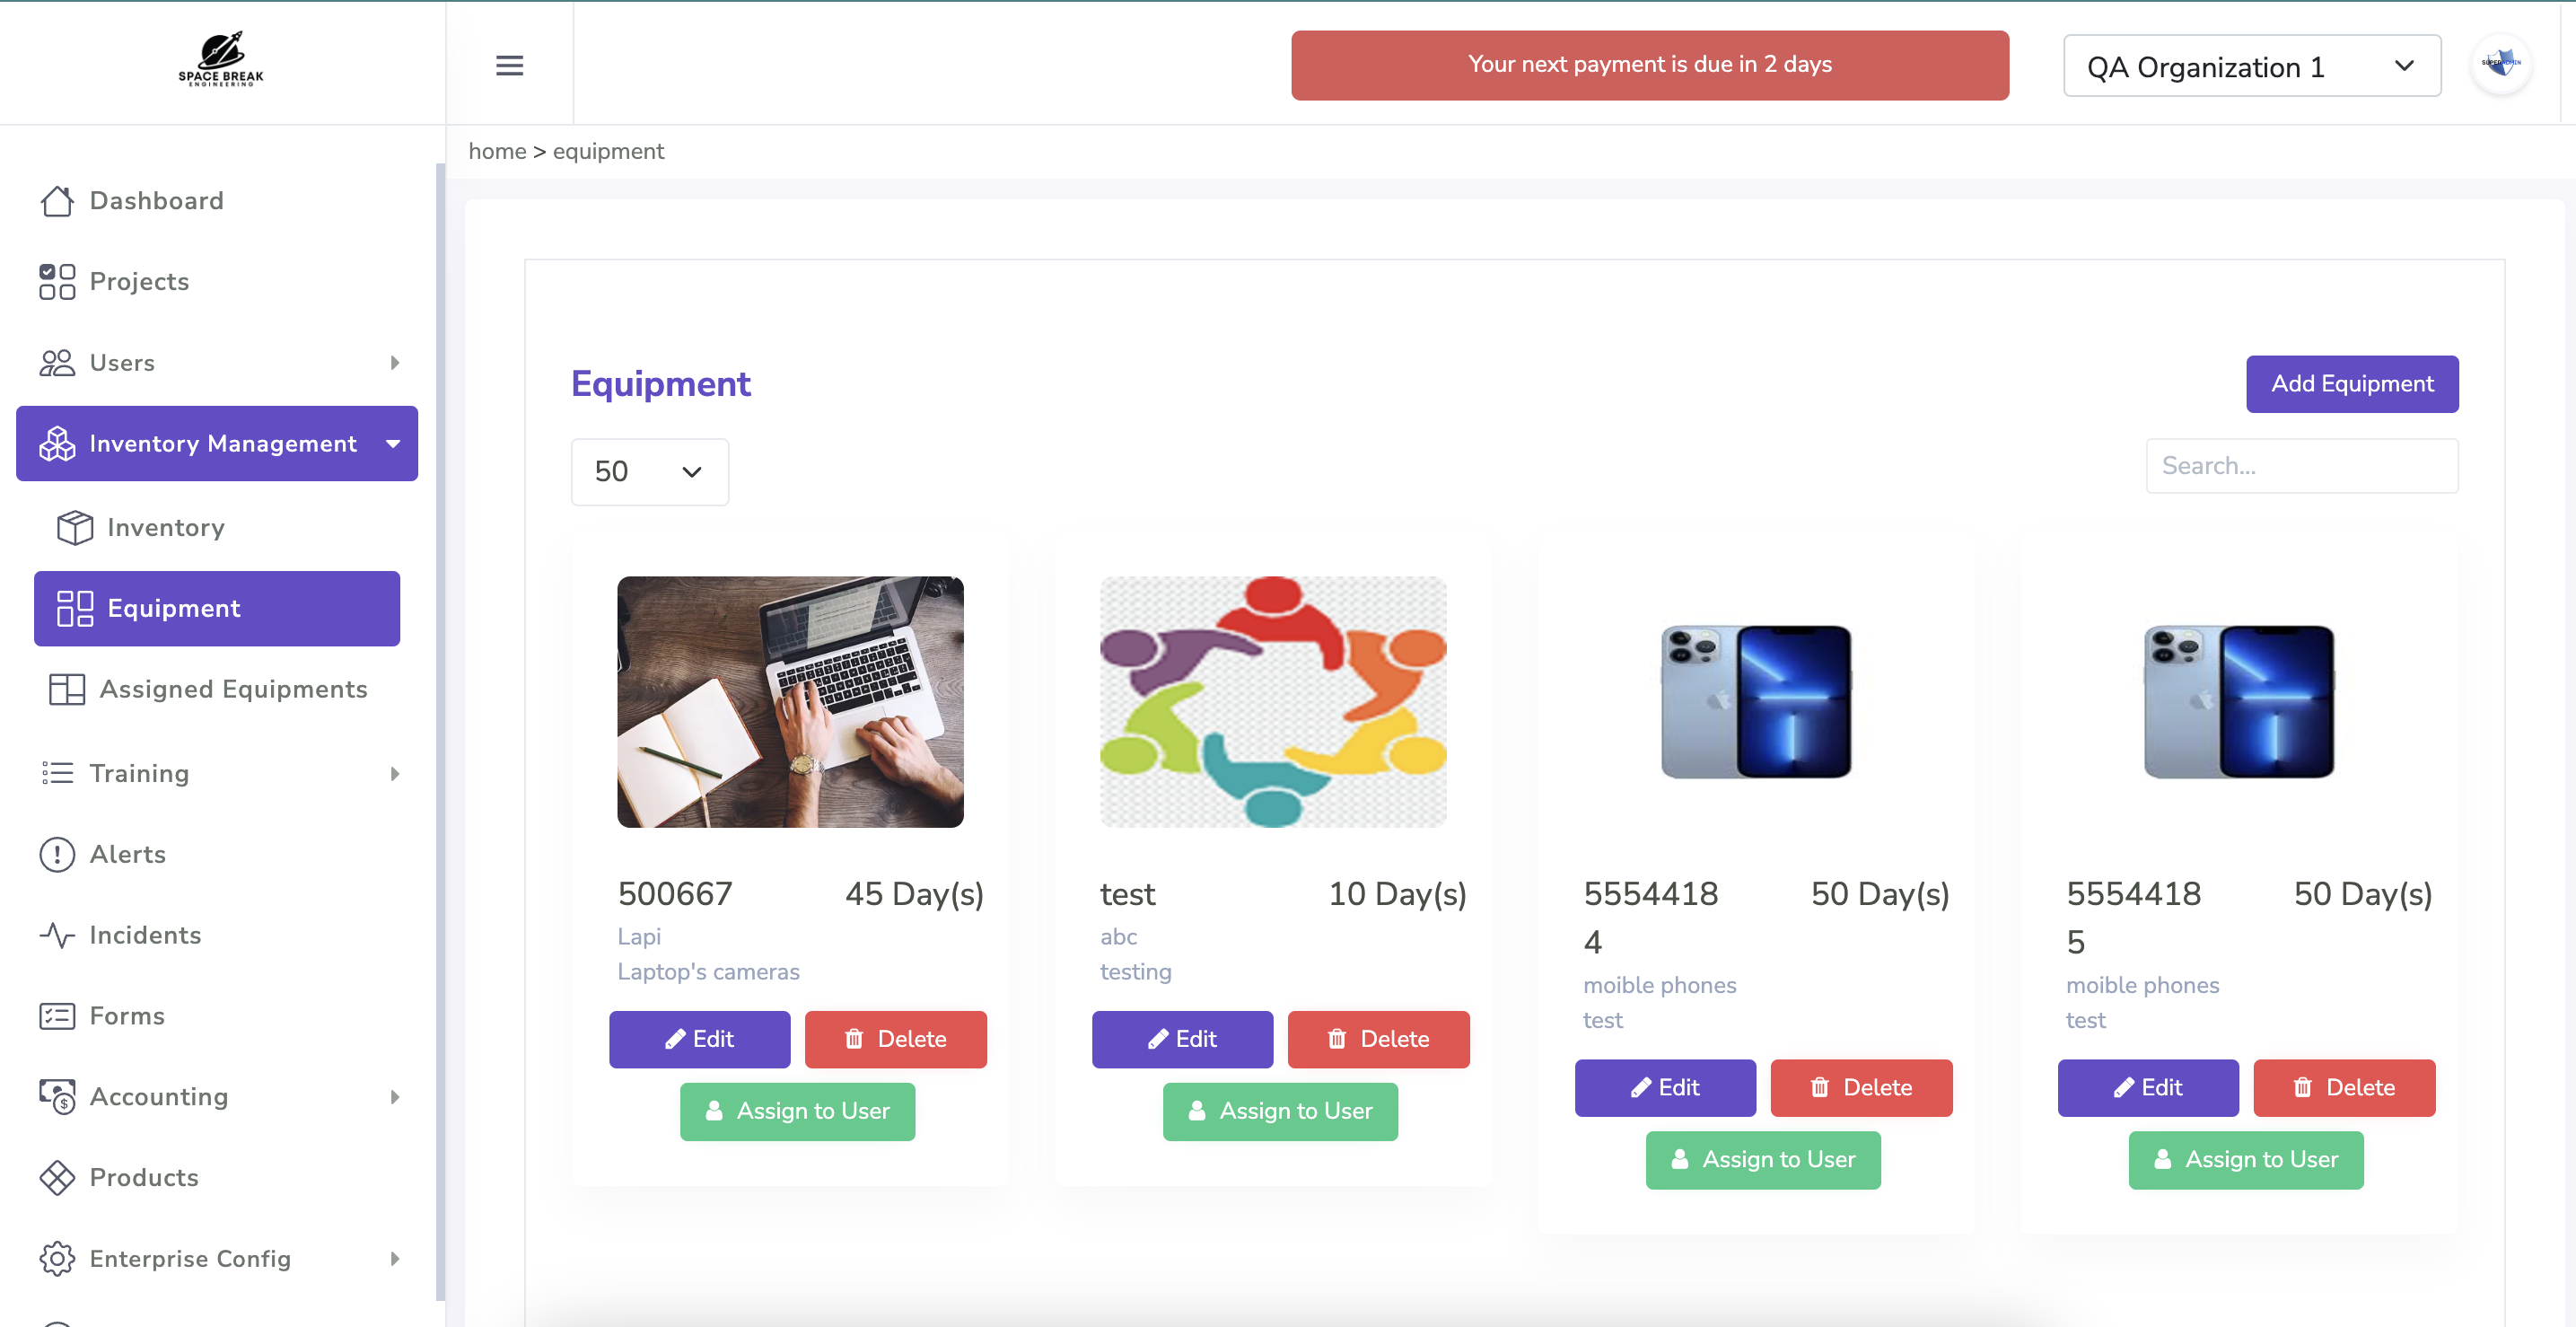 SPACE BREAK
ENGINEERING
Your next payment is due in 2 days
QA Organization 1
SUPERADMIN
home > equipment
Dashboard
Projects
Users
Inventory Management
Inventory
Equipment
Assigned Equipments
Training
Alerts
Incidents
Forms
Accounting
Products
Enterprise Config
Equipment
Add Equipment
50
Search...
500667 45 Day(s)
Lapi
Laptop's cameras
Edit Delete
Assign to User
test 10 Day(s)
abc
testing
Edit Delete
Assign to User
5554418 50 Day(s)
4
moible phones
test
Edit Delete
Assign to User
5554418 50 Day(s)
5
moible phones
test
Edit Delete
Assign to User